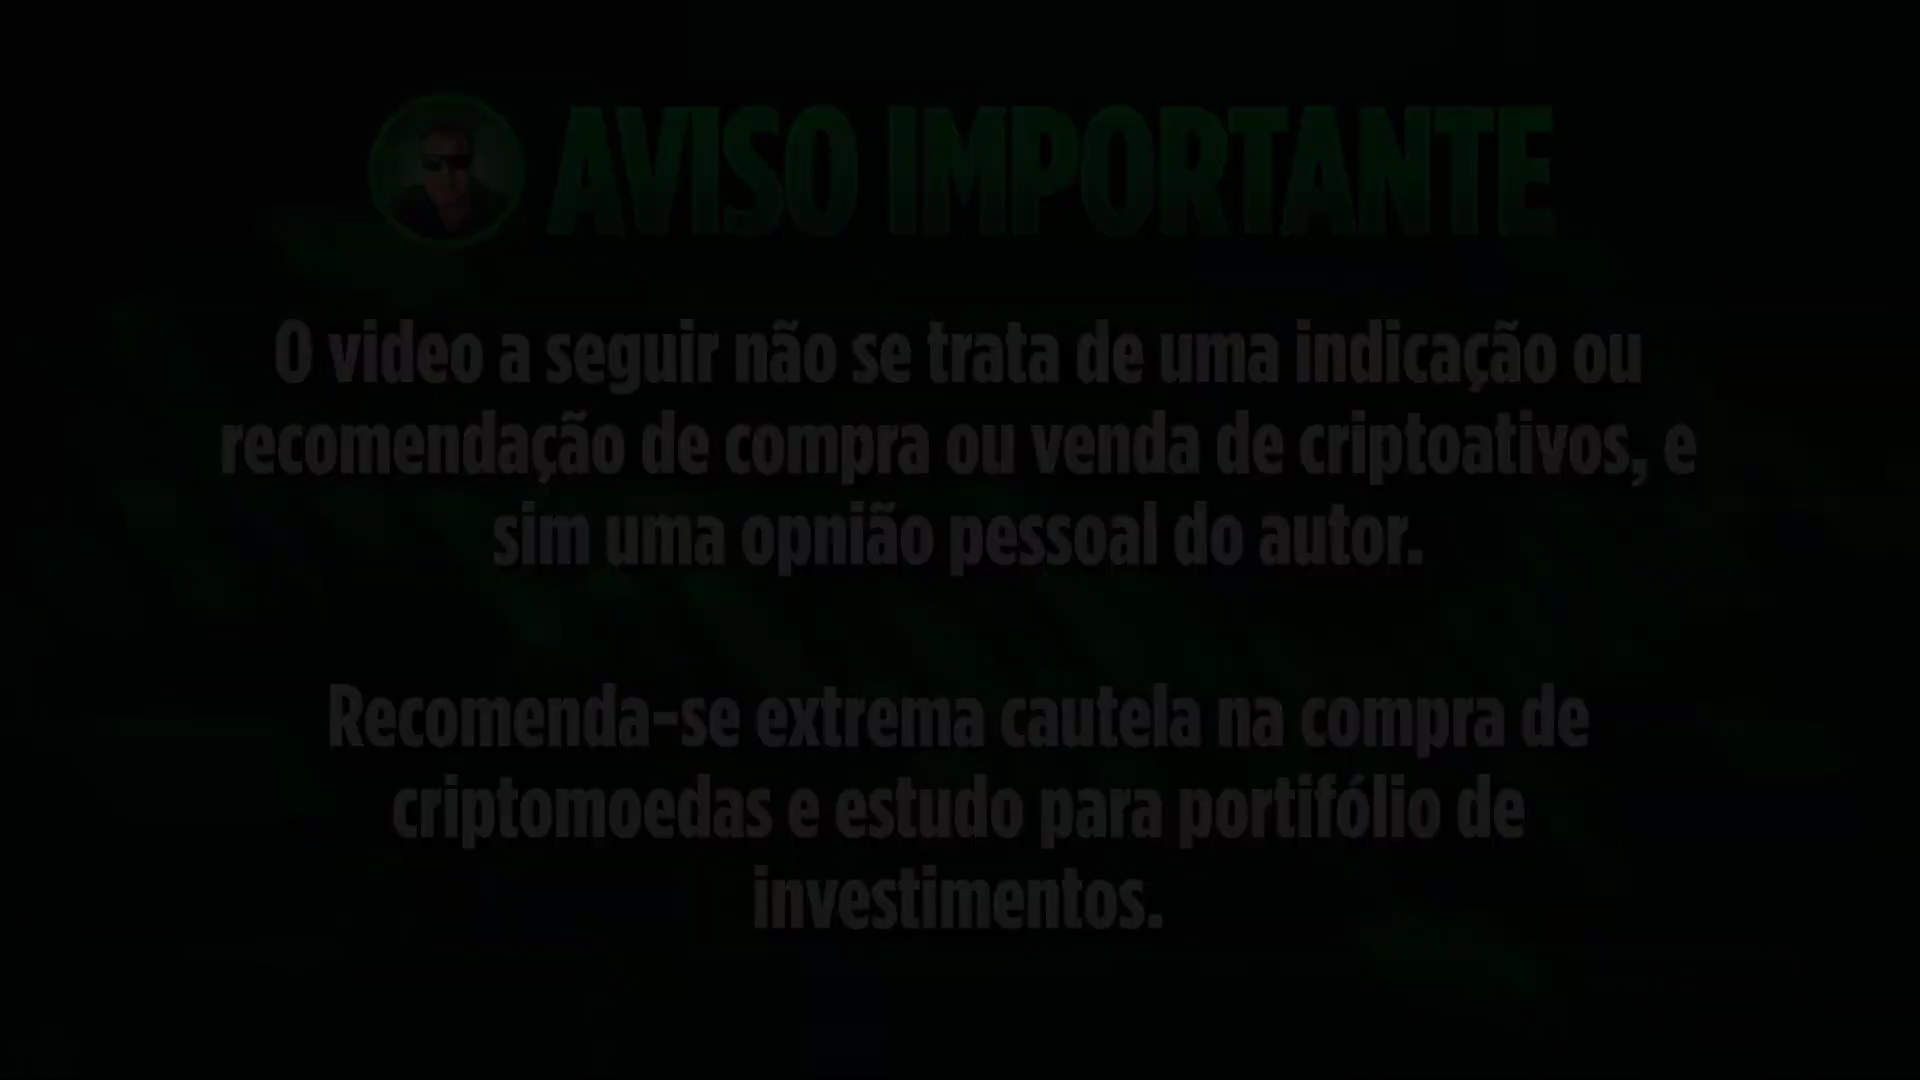 AVISO IMPORTANTE
O video a seguir não se trata de uma indicação ou
recomendação de compra ou venda de criptoativos, e
sim uma opnião pessoal do autor.
Recomenda-se extrema cautela na compra de
criptomoedas e estudo para portifólio de
investimentos.